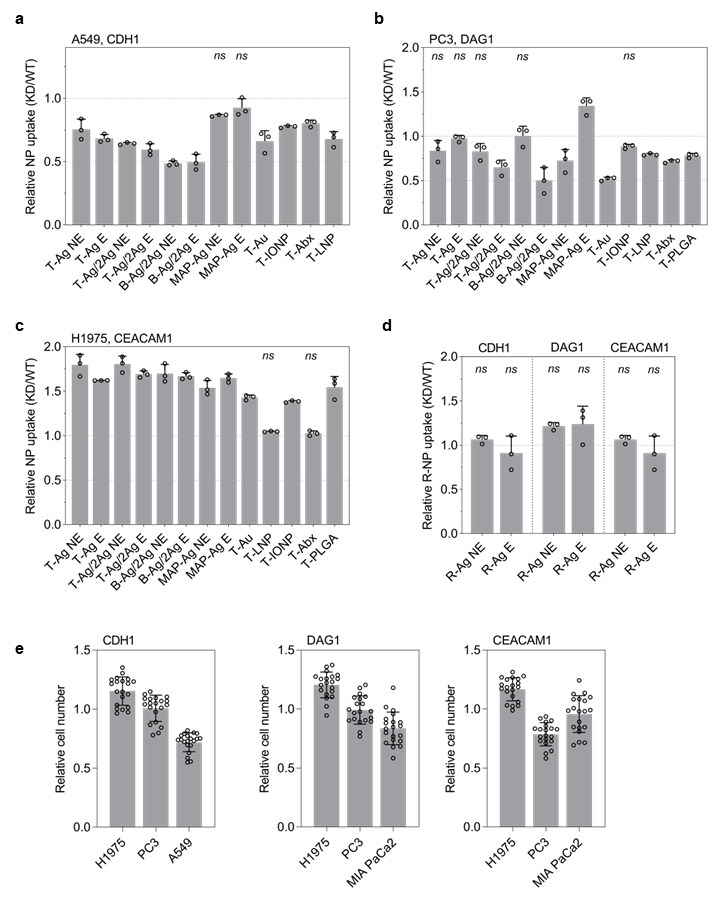 a
A549, CDH1
Relative NP uptake (KD/WT)
1.0
0.5
0.0
ns ns
T-Ag NE
T-Ag E
T-Ag/2Ag NE
T-Ag/2Ag E
B-Ag/2Ag NE
B-Ag/2Ag E
MAP-Ag NE
MAP-Ag E
T-Au
T-IONP
T-Abx
T-LNP
b
PC3, DAG1
Relative NP uptake (KD/WT)
2.0
1.5
1.0
0.5
0.0
ns ns ns ns ns
T-Ag NE
T-Ag E
T-Ag/2Ag NE
T-Ag/2Ag E
B-Ag/2Ag NE
B-Ag/2Ag E
MAP-Ag NE
MAP-Ag E
T-Au
T-IONP
T-LNP
T-Abx
T-PLGA
c
H1975, CEACAM1
Relative NP uptake (KD/WT)
2.0
1.5
1.0
0.5
0.0
ns ns
T-Ag NE
T-Ag E
T-Ag/2Ag NE
T-Ag/2Ag E
B-Ag/2Ag NE
B-Ag/2Ag E
MAP-Ag NE
MAP-Ag E
T-Au
T-LNP
T-IONP
T-Abx
T-PLGA
d
CDH1 DAG1 CEACAM1
Relative R-NP uptake (KD/WT)
2.0
1.5
1.0
0.5
0.0
ns ns ns ns ns ns
R-Ag NE
R-Ag E
R-Ag NE
R-Ag E
R-Ag NE
R-Ag E
e
CDH1
Relative cell number
1.5
1.0
0.5
0.0
H1975
PC3
A549
DAG1
Relative cell number
1.5
1.0
0.5
0.0
H1975
PC3
MIA PaCa2
CEACAM1
Relative cell number
1.5
1.0
0.5
0.0
H1975
PC3
MIA PaCa2